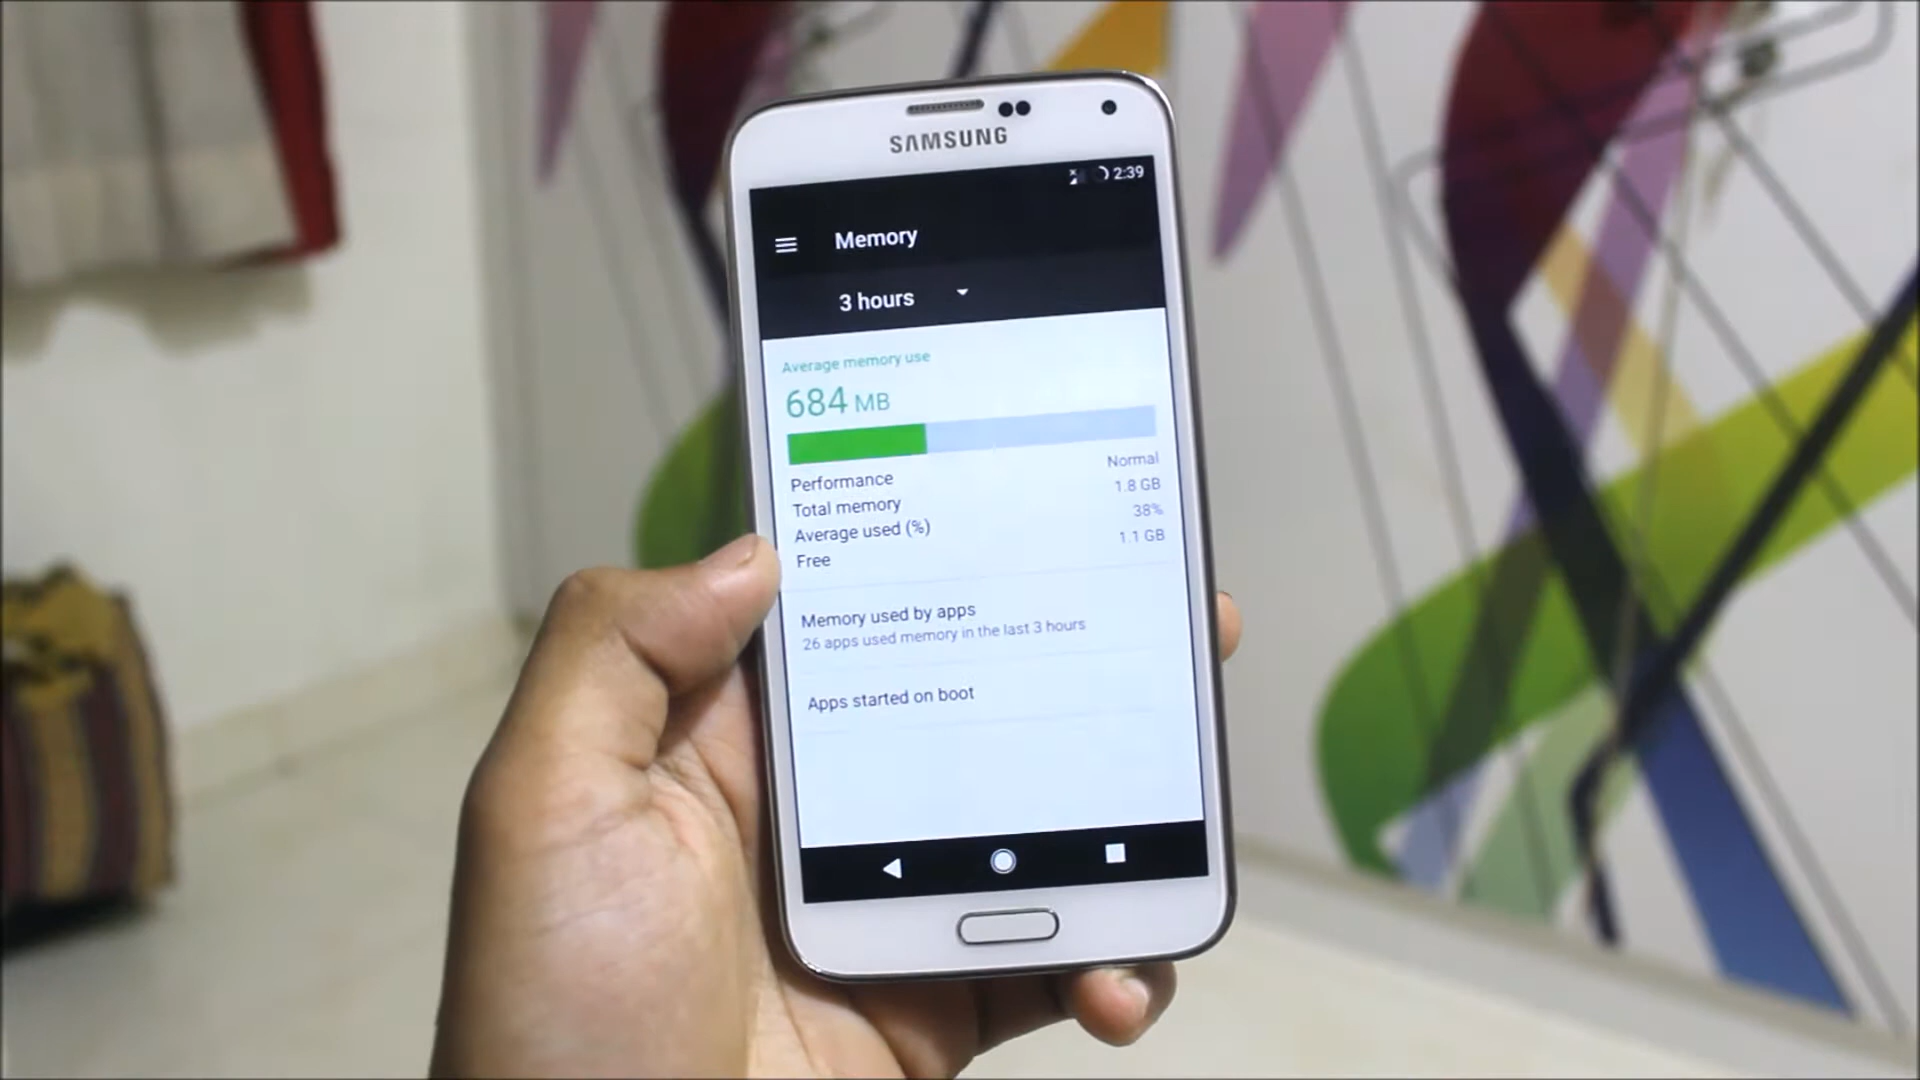 SAMSUNG
2:39
Memory
3 hours
Average memory use
684 MB
Performance Normal
Total memory 1.8 GB
Average used (%) 38%
Free 1.1 GB
Memory used by apps
26 apps used memory in the last 3 hours
Apps started on boot